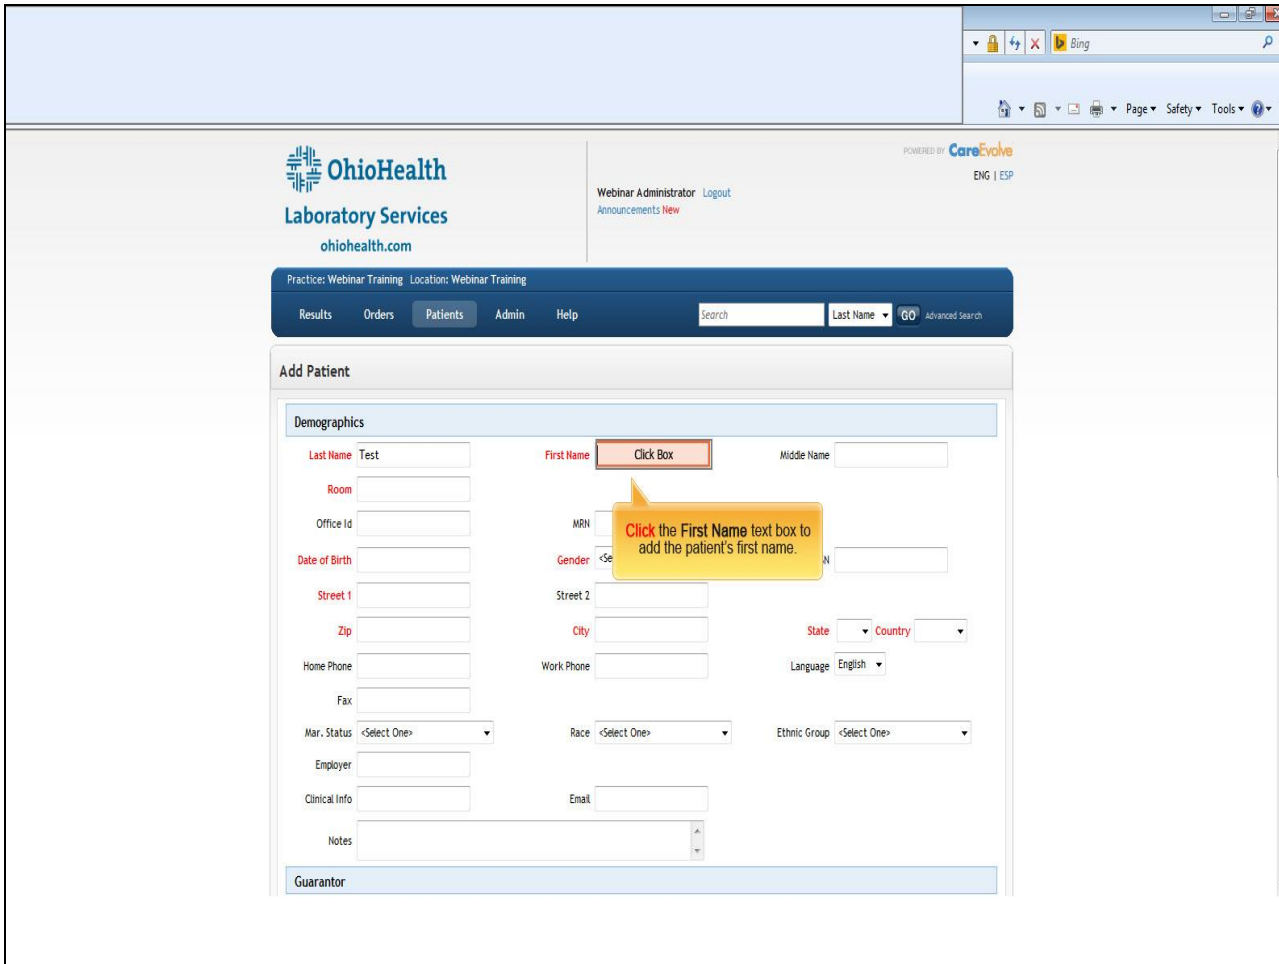 Bing
Page Safety Tools
OhioHealth
Laboratory Services
ohiohealth.com
Webinar Administrator Logout
Announcements New
POWERED BY CareEvolve
ENG | ESP
Practice: Webinar Training Location: Webinar Training
Results Orders Patients Admin Help Search Last Name GO Advanced Search
Add Patient
Demographics
Last Name Test First Name Click Box Middle Name
Room
Office Id MRN
Click the First Name text box to
add the patient's first name.
Date of Birth Gender
Street 1 Street 2
Zip City State Country
Home Phone Work Phone Language English
Fax
Mar. Status <Select One> Race <Select One> Ethnic Group <Select One>
Employer
Clinical Info Email
Notes
Guarantor